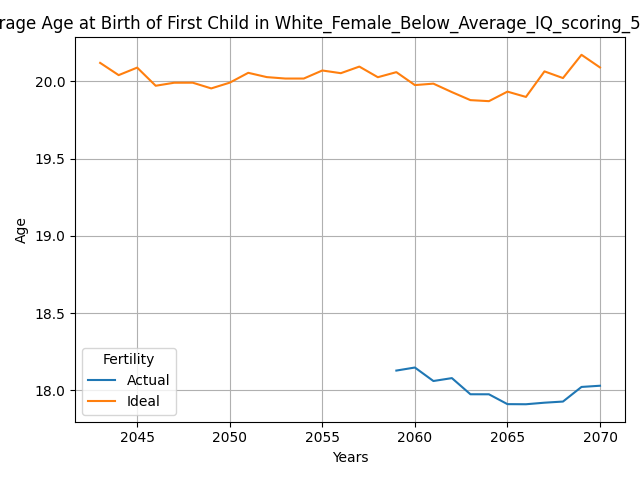 rage Age at Birth of First Child in White_Female_Below_Average_IQ_scoring_5
Age
20.0
19.5
19.0
18.5
18.0
Fertility
Actual
Ideal
2045 2050 2055 2060 2065 2070
Years